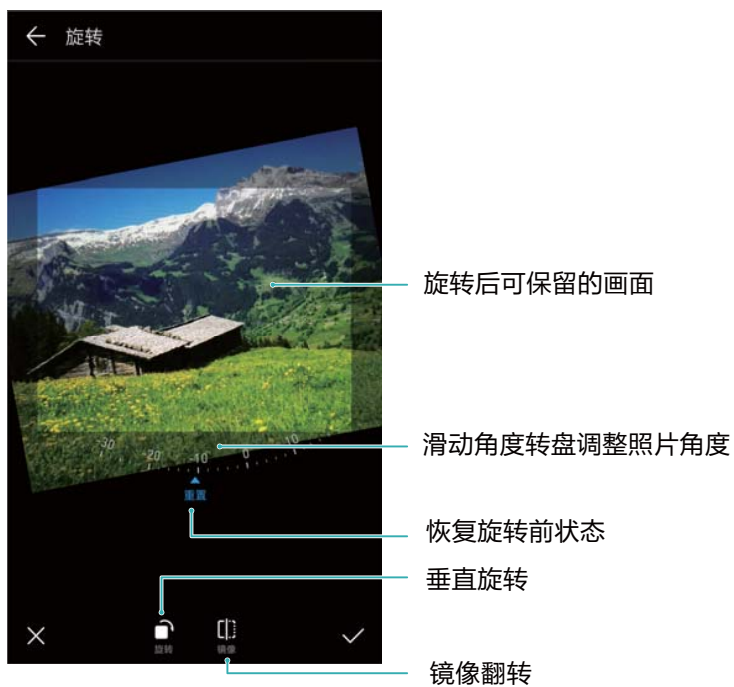 旋转
旋转后可保留的画面
-30 -20 -10 0 10
滑动角度转盘调整照片角度
重置
恢复旋转前状态
垂直旋转
旋转 镜像
镜像翻转